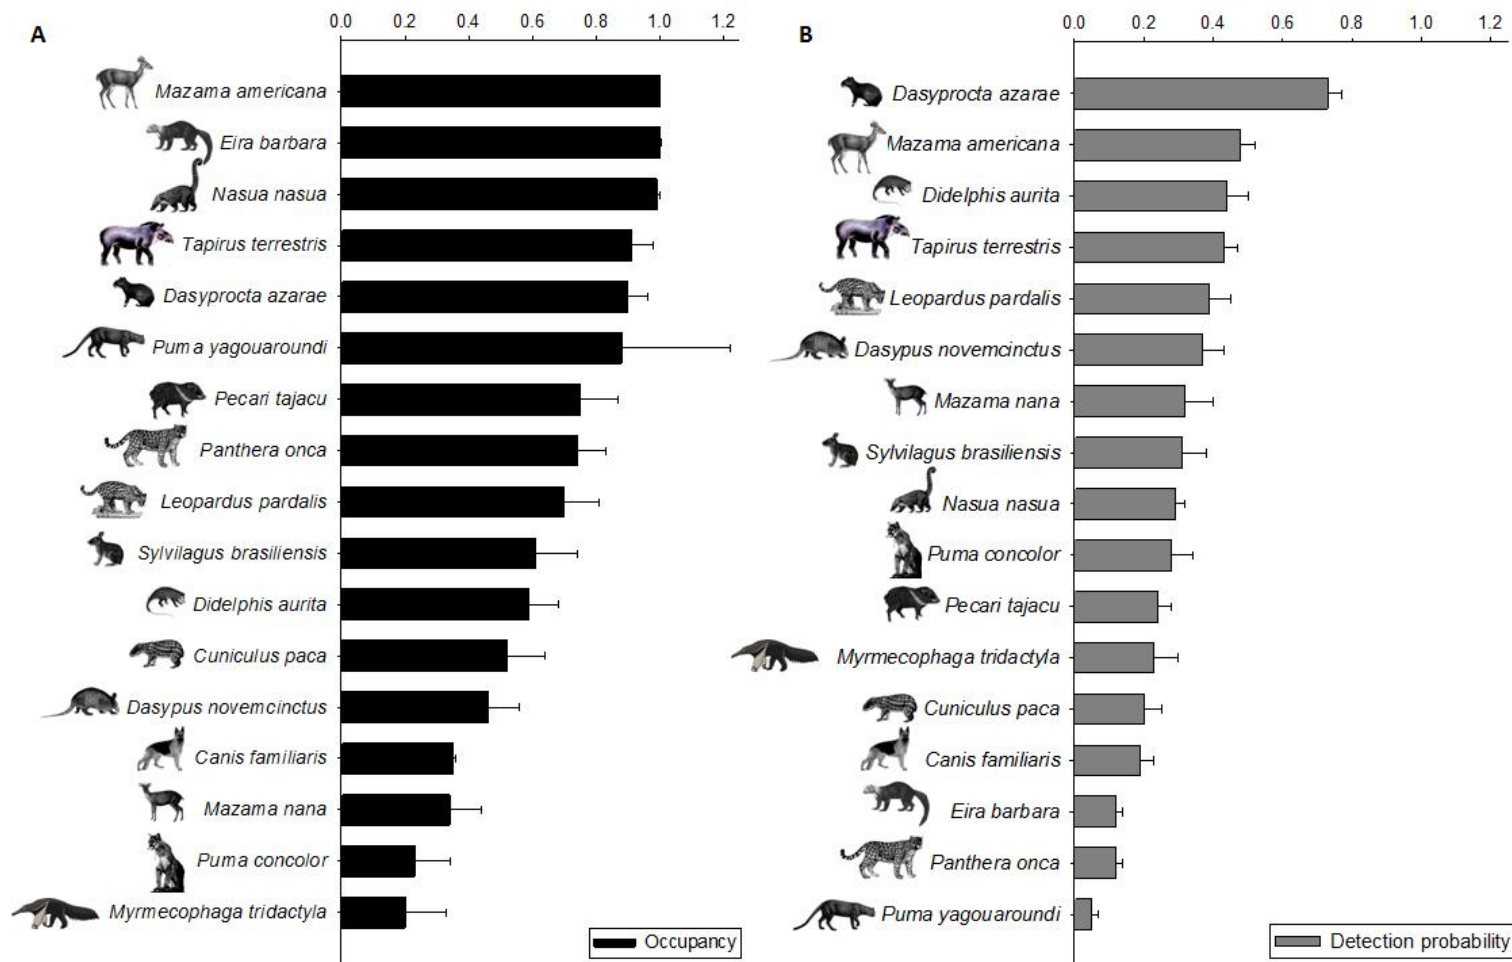 A
0.0 0.2 0.4 0.6 0.8 1.0 1.2
Mazama americana
Eira barbara
Nasua nasua
Tapirus terrestris
Dasyprocta azarae
Puma yagouaroundi
Pecari tajacu
Panthera onca
Leopardus pardalis
Sylvilagus brasiliensis
Didelphis aurita
Cuniculus paca
Dasypus novemcinctus
Canis familiaris
Mazama nana
Puma concolor
Myrmecophaga tridactyla
Occupancy
B
0.0 0.2 0.4 0.6 0.8 1.0 1.2
Dasyprocta azarae
Mazama americana
Didelphis aurita
Tapirus terrestris
Leopardus pardalis
Dasypus novemcinctus
Mazama nana
Sylvilagus brasiliensis
Nasua nasua
Puma concolor
Pecari tajacu
Myrmecophaga tridactyla
Cuniculus paca
Canis familiaris
Eira barbara
Panthera onca
Puma yagouaroundi
Detection probability